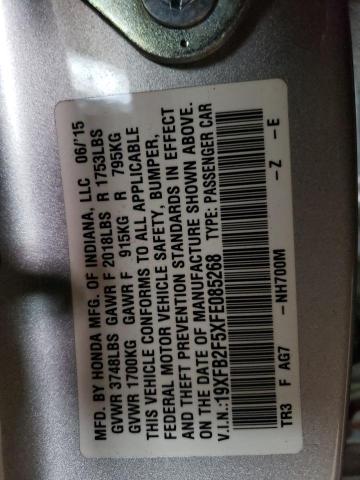 MFD. BY HONDA MFG. OF INDIANA, LLC 06/15
GVWR 3748LBS GAWR F 2018LBS R 1753LBS
GVWR 1700KG GAWR F 915KG R 795KG
THIS VEHICLE CONFORMS TO ALL APPLICABLE
FEDERAL MOTOR VEHICLE SAFETY, BUMPER,
AND THEFT PREVENTION STANDARDS IN EFFECT
ON THE DATE OF MANUFACTURE SHOWN ABOVE.
V.I.N.:19XFB2F5XFE085268 TYPE: PASSENGER CAR
TR3 F AG7 -NH700M -Z -E